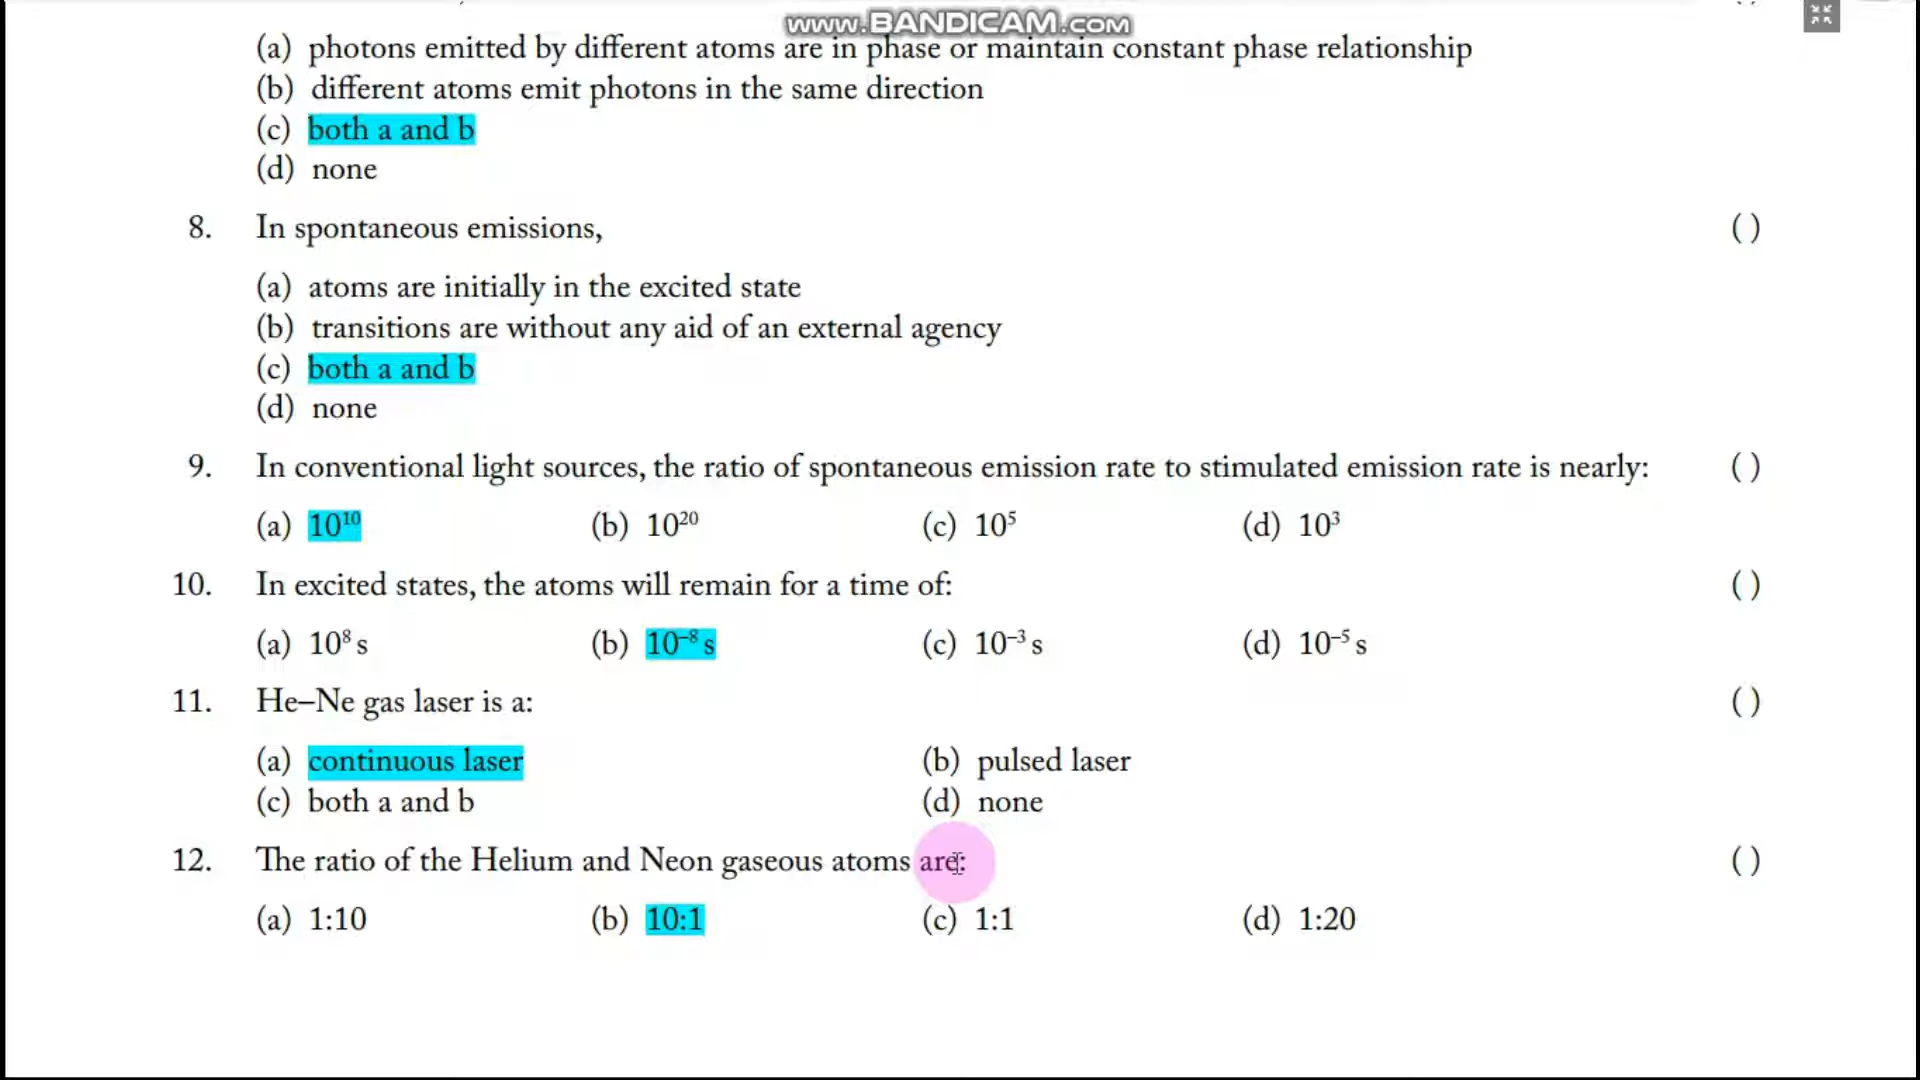 www.BANDICAM.com
(a) photons emitted by different atoms are in phase or maintain constant phase relationship
(b) different atoms emit photons in the same direction
(c) both a and b
(d) none
8. In spontaneous emissions, ( )
(a) atoms are initially in the excited state
(b) transitions are without any aid of an external agency
(c) both a and b
(d) none
9. In conventional light sources, the ratio of spontaneous emission rate to stimulated emission rate is nearly: ( )
(a) 10¹⁰ (b) 10²⁰ (c) 10⁵ (d) 10³
10. In excited states, the atoms will remain for a time of: ( )
(a) 10⁸ s (b) 10⁻⁸ s (c) 10⁻³ s (d) 10⁻⁵ s
11. He–Ne gas laser is a: ( )
(a) continuous laser (b) pulsed laser
(c) both a and b (d) none
12. The ratio of the Helium and Neon gaseous atoms are: ( )
(a) 1:10 (b) 10:1 (c) 1:1 (d) 1:20